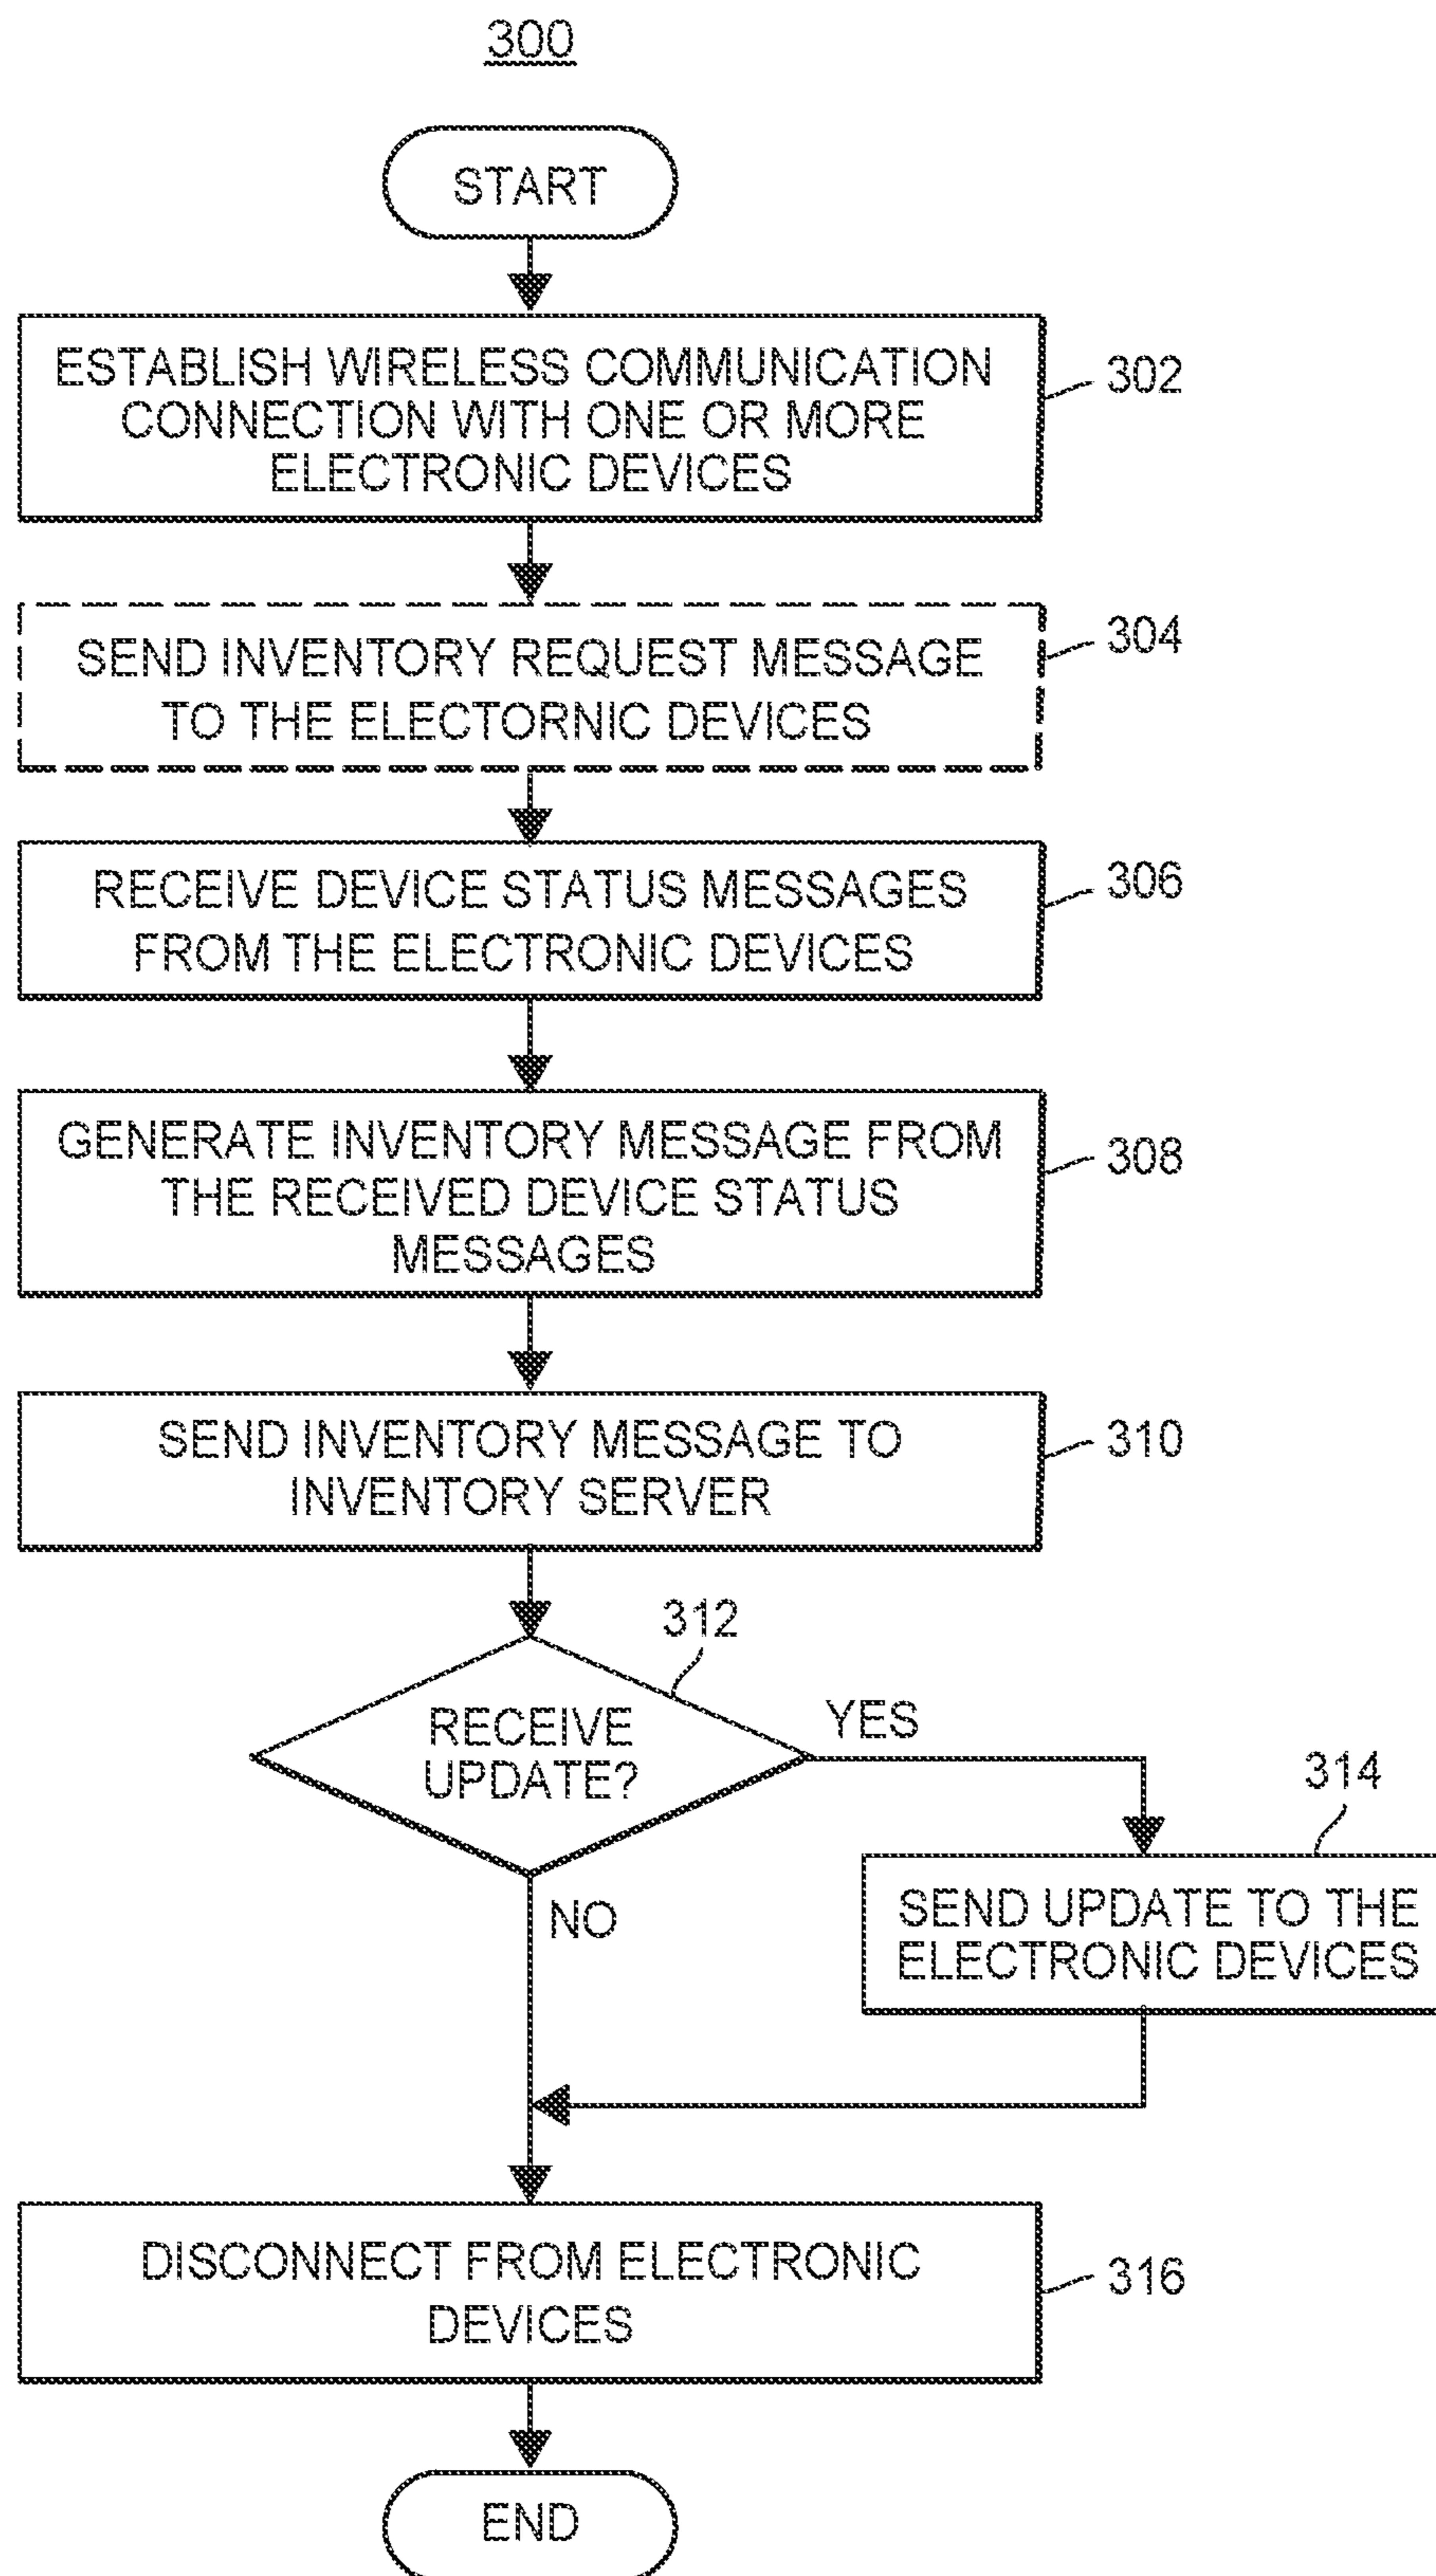 300
START
ESTABLISH WIRELESS COMMUNICATION
CONNECTION WITH ONE OR MORE
ELECTRONIC DEVICES
302
SEND INVENTORY REQUEST MESSAGE
TO THE ELECTORNIC DEVICES
304
RECEIVE DEVICE STATUS MESSAGES
FROM THE ELECTRONIC DEVICES
306
GENERATE INVENTORY MESSAGE FROM
THE RECEIVED DEVICE STATUS
MESSAGES
308
SEND INVENTORY MESSAGE TO
INVENTORY SERVER
310
312
RECEIVE
UPDATE?
YES
NO
314
SEND UPDATE TO THE
ELECTRONIC DEVICES
DISCONNECT FROM ELECTRONIC
DEVICES
316
END